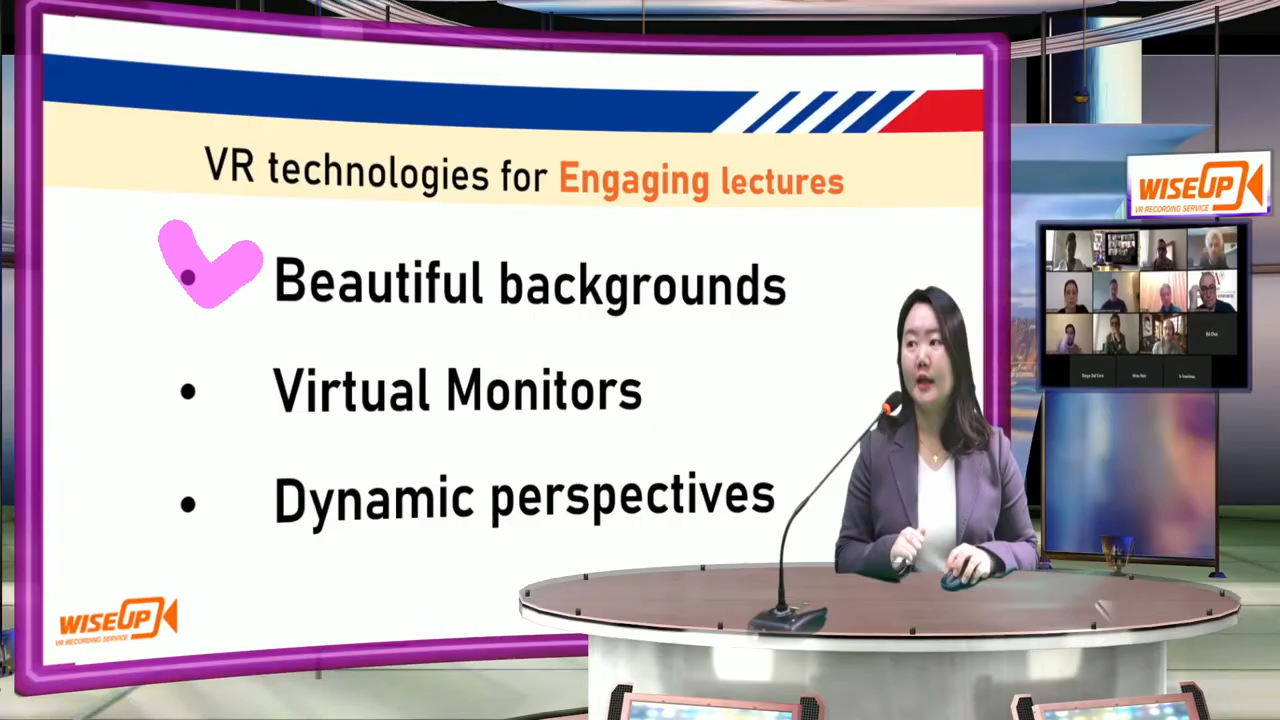 VR technologies for Engaging lectures
• Beautiful backgrounds
• Virtual Monitors
• Dynamic perspectives
WISEUP
VR RECORDING SERVICE
WISEUP
VR RECORDING SERVICE